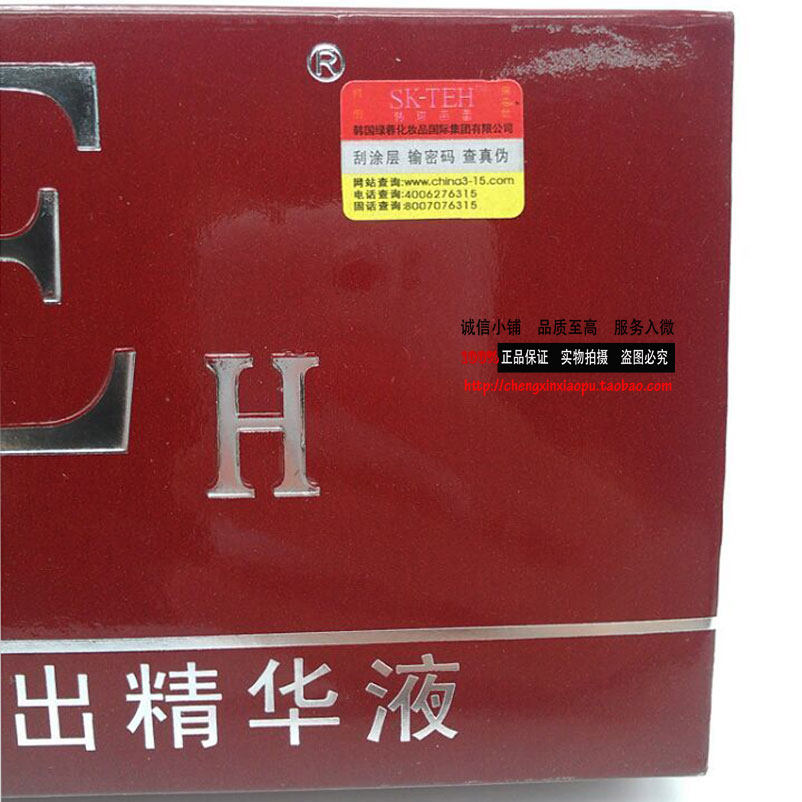 ®
SK-TEH
韩国绿蓉化妆品国际集团有限公司
刮涂层 输密码 查真伪
网站查询:www.china3-15.com
电话查询:4006276315
固话查询:8007076315
E
H
诚信小铺 品质至高 服务入微
100%正品保证 实物拍摄 盗图必究
http://chengxinxiaopu.taobao.com
出精华液